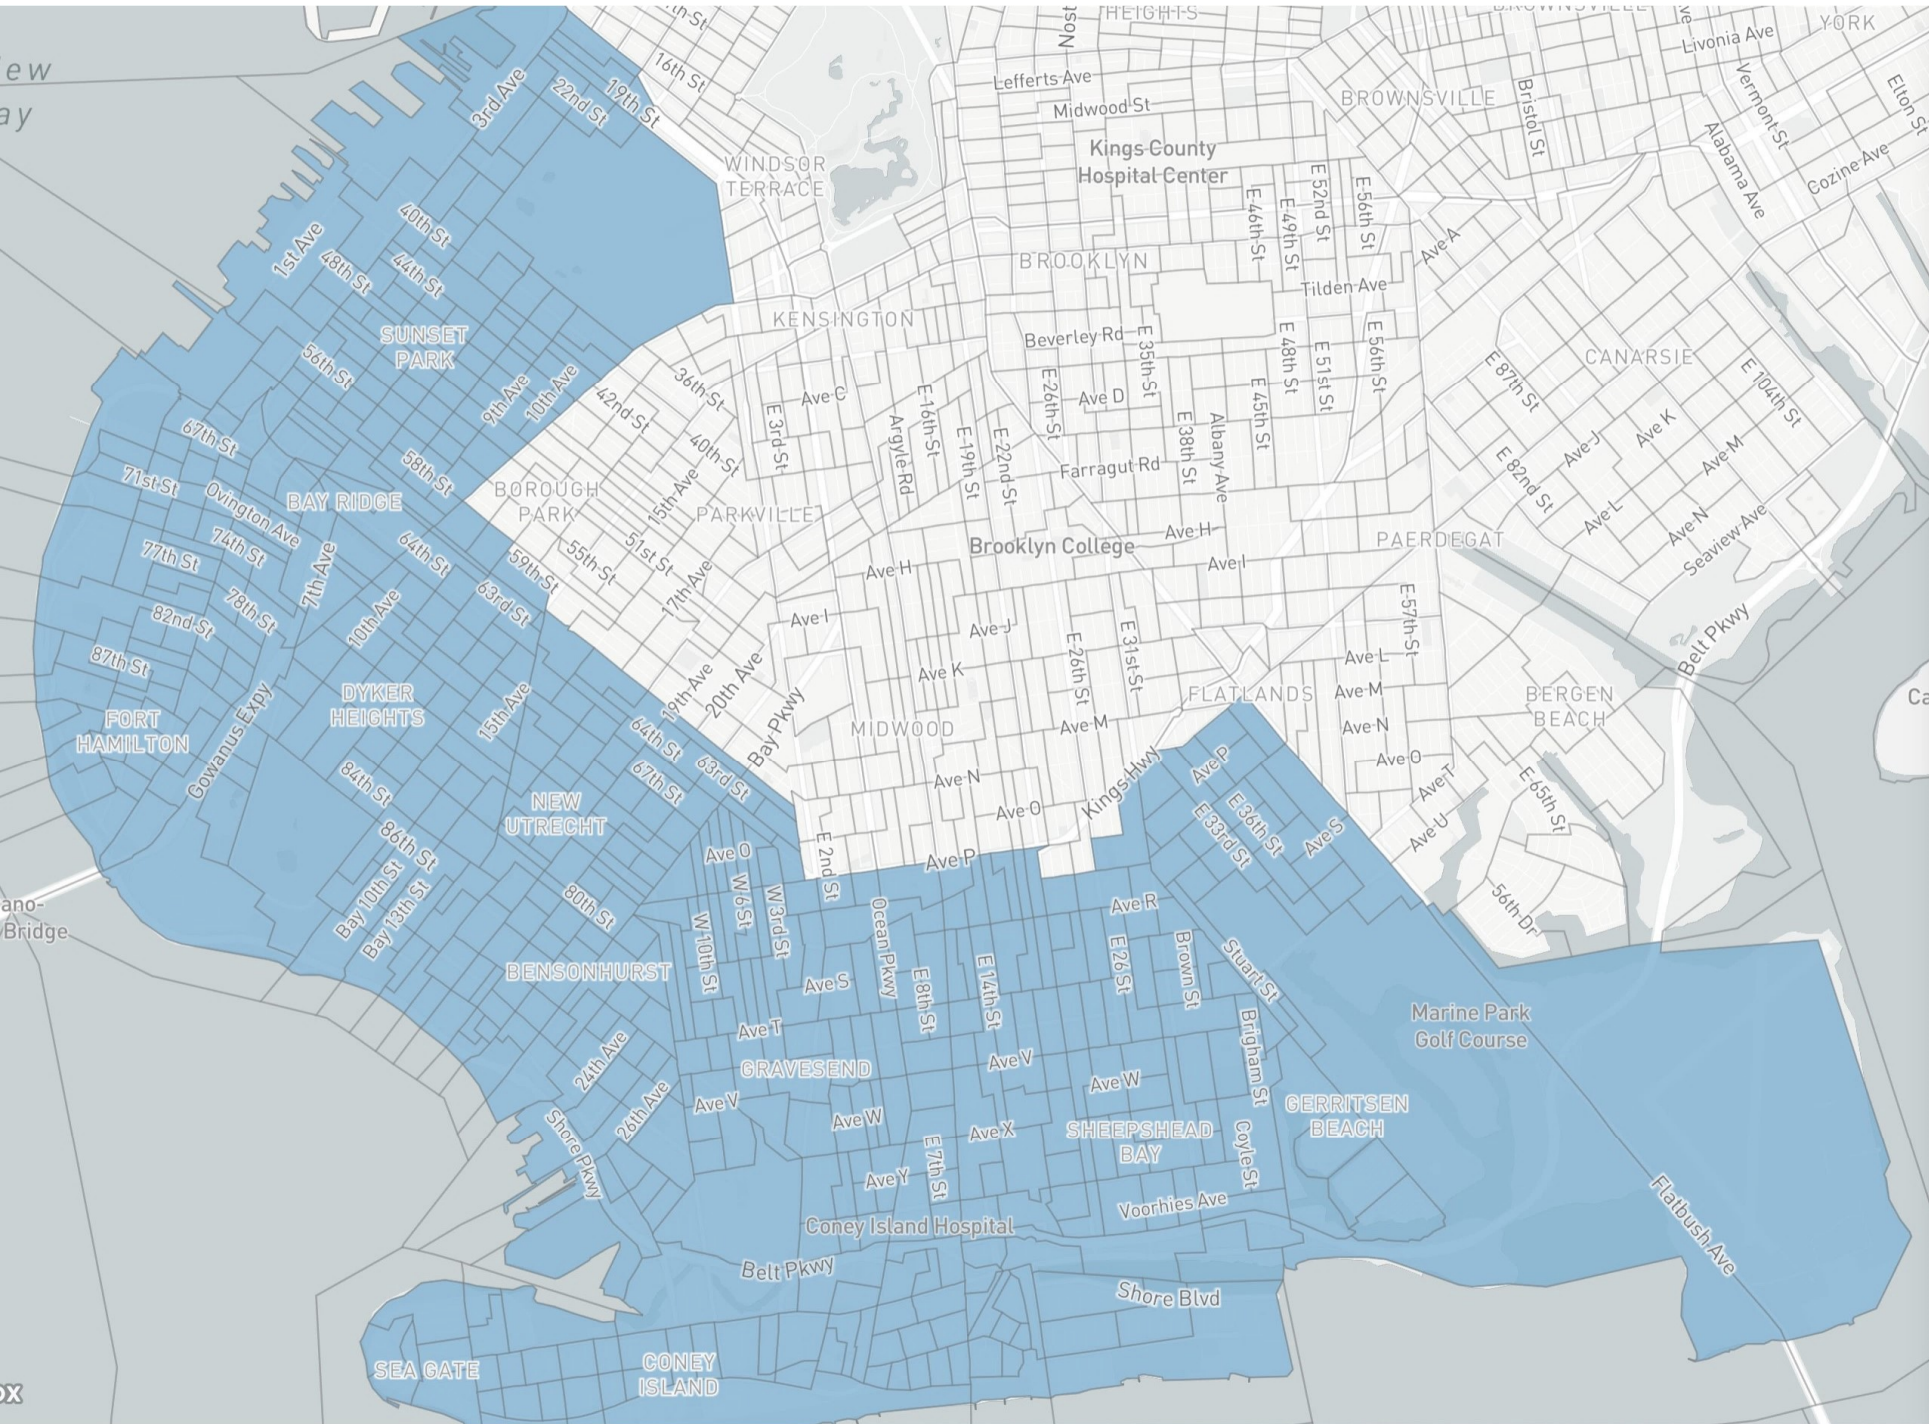 HEIGHTS
BROWNSVILLE
YORK
Livonia Ave
16th St
19th St
22nd St
3rd Ave
Lefferts Ave
Midwood St
BROWNSVILLE
Bristol St
Vermont St
Elton St
Alabama Ave
Cozine Ave
WINDSOR
TERRACE
Kings County
Hospital Center
E 46th St
E 49th St
E 52nd St
E 56th St
Ave A
1st Ave
40th St
44th St
48th St
BROOKLYN
Tilden Ave
SUNSET
PARK
56th St
9th Ave
10th Ave
KENSINGTON
36th St
42nd St
40th St
Ave C
E 3rd St
Argyle Rd
E 16th St
E 19th St
E 22nd St
Beverley Rd
E 26th St
Ave D
E 35th St
E 38th St
Albany Ave
E 45th St
E 48th St
E 51st St
E 56th St
Farragut Rd
CANARSIE
E 87th St
E 82nd St
E 104th St
Ave J
Ave K
Ave L
Ave M
Ave N
Seaview Ave
67th St
71st St
Ovington Ave
BAY RIDGE
58th St
BOROUGH
PARK
15th Ave
PARKVILLE
74th St
77th St
78th St
7th Ave
64th St
63rd St
59th St
55th St
51st St
17th Ave
Brooklyn College
Ave H
Ave H
Ave I
Ave I
PAERDEGAT
E 57th St
Belt Pkwy
82nd St
87th St
10th Ave
Ave J
Ave K
E 26th St
E 31st St
Ave L
Ave M
Ave N
Ave O
FLATLANDS
BERGEN
BEACH
FORT
HAMILTON
DYKER
HEIGHTS
15th Ave
19th Ave
20th Ave
Bay Pkwy
MIDWOOD
Ave M
Ave N
Ave O
Kings Hwy
Ave P
Gowanus Expy
84th St
86th St
NEW
UTRECHT
64th St
63rd St
67th St
E 2nd St
Ave P
Ave O
E 33rd St
E 36th St
Ave S
Ave T
Ave U
E 65th St
56th Dr
Bridge
Bay 10th St
Bay 13th St
80th St
W 10th St
W 6 St
W 3rd St
Ocean Pkwy
E 8th St
E 14th St
Ave R
E 26 St
Brown St
Stuart St
BENSONHURST
Ave S
Ave T
Marine Park
Golf Course
24th Ave
26th Ave
GRAVESEND
Ave V
Ave V
Ave W
Ave W
Ave X
Ave Y
E 7th St
Brigham St
Coyle St
SHEEPSHEAD
BAY
GERRITSEN
BEACH
Shore Pkwy
Voorhies Ave
Coney Island Hospital
Belt Pkwy
Shore Blvd
Flatbush Ave
SEA GATE
CONEY
ISLAND